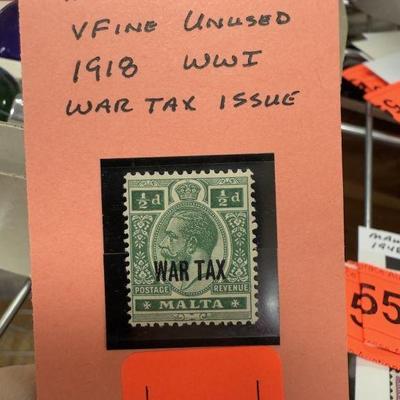 VFINE UNUSED
1918 WWI
WAR TAX ISSUE
½d ½d
WAR TAX
POSTAGE REVENUE
MALTA
55